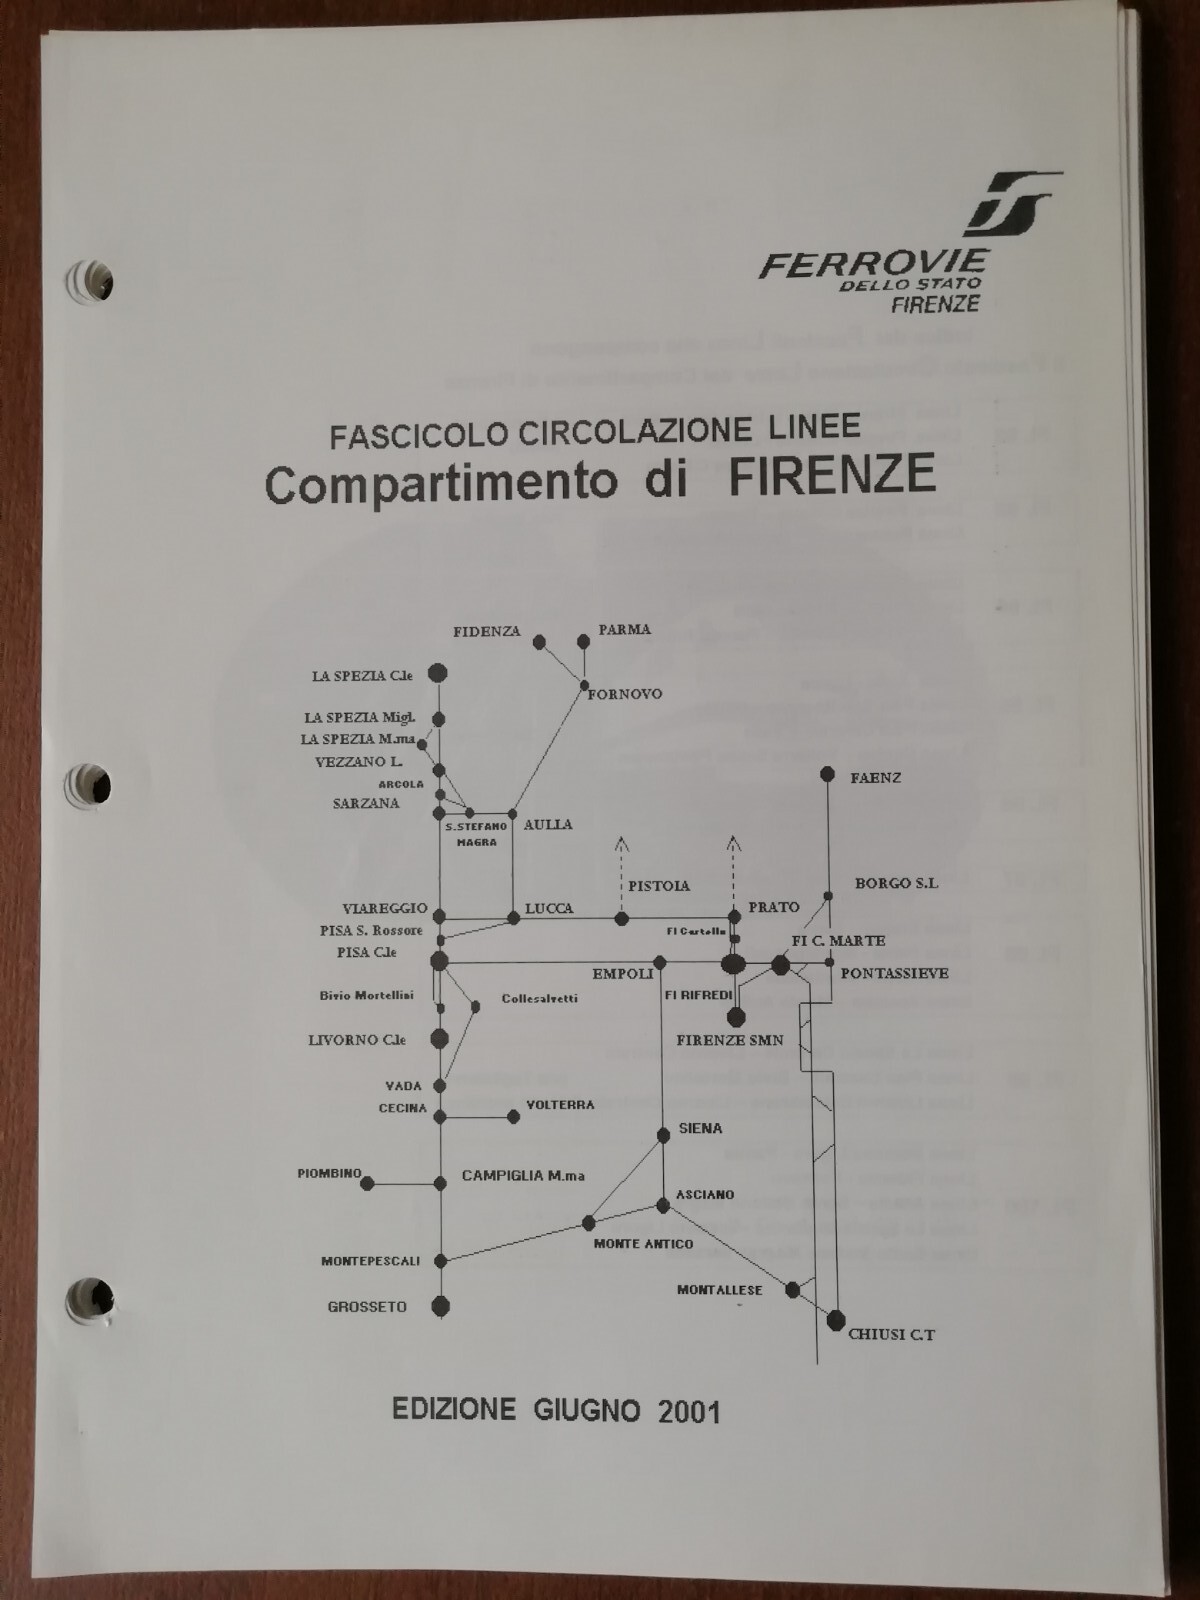 FERROVIE
DELLO STATO
FIRENZE
FASCICOLO CIRCOLAZIONE LINEE
Compartimento di FIRENZE
FIDENZA
PARMA
LA SPEZIA C.le
FORNOVO
LA SPEZIA Migl.
LA SPEZIA M.ma
VEZZANO L.
ARCOLA
SARZANA
FAENZ
S.STEFANO
MAGRA
AULLA
PISTOIA
BORGO S.L
VIAREGGIO
LUCCA
PRATO
PISA S. Rossore
FI Castello
FI C. MARTE
PISA C.le
EMPOLI
PONTASSIEVE
Bivio Mortellini
Collesalvetti
FI RIFREDI
LIVORNO C.le
FIRENZE SMN
VADA
CECINA
VOLTERRA
SIENA
PIOMBINO
CAMPIGLIA M.ma
ASCIANO
MONTE ANTICO
MONTEPESCALI
MONTALLESE
GROSSETO
CHIUSI C.T
EDIZIONE GIUGNO 2001